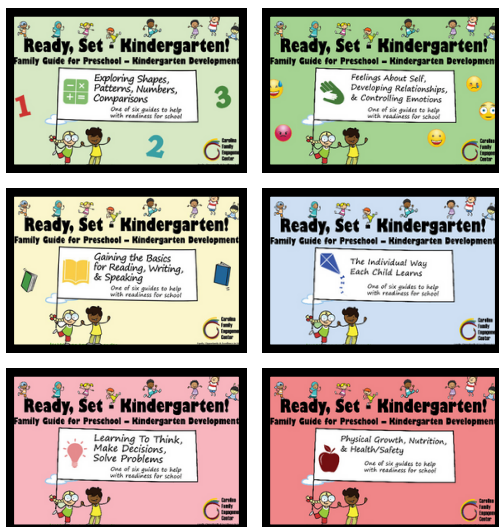 Ready, Set - Kindergarten!
Family Guide for Preschool – Kindergarten Development
Exploring Shapes,
Patterns, Numbers,
Comparisons
One of six guides to help
with readiness for school
1
3
2
Carolina
Family
Engagement
Center
Ready, Set - Kindergarten!
Family Guide for Preschool – Kindergarten Development
Feelings About Self,
Developing Relationships,
& Controlling Emotions
One of six guides to help
with readiness for school
Carolina
Family
Engagement
Center
Ready, Set - Kindergarten!
Family Guide for Preschool – Kindergarten Development
Gaining the Basics
for Reading, Writing,
& Speaking
One of six guides to help
with readiness for school
Carolina
Family
Engagement
Center
Ready, Set - Kindergarten!
Family Guide for Preschool – Kindergarten Development
The Individual Way
Each Child Learns
One of six guides to help
with readiness for school
Carolina
Family
Engagement
Center
Ready, Set - Kindergarten!
Family Guide for Preschool – Kindergarten Development
Learning To Think,
Make Decisions,
Solve Problems
One of six guides to help
with readiness for school
Carolina
Family
Engagement
Center
Ready, Set - Kindergarten!
Family Guide for Preschool – Kindergarten Development
Physical Growth, Nutrition,
& Health/Safety
One of six guides to help
with readiness for school
Carolina
Family
Engagement
Center